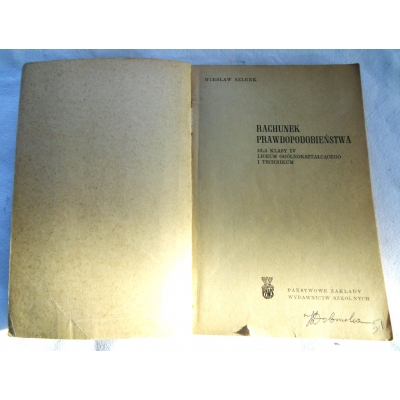 WIESŁAW SZLENK
RACHUNEK
PRAWDOPODOBIEŃSTWA
DLA KLASY IV
LICEUM OGÓLNOKSZTAŁCĄCEGO
I TECHNIKUM
PAŃSTWOWE ZAKŁADY
WYDAWNICTW SZKOLNYCH